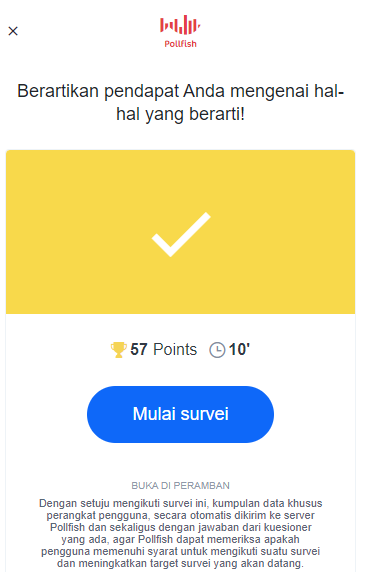 Pollfish
Berartikan pendapat Anda mengenai hal-
hal yang berarti!
57 Points 10'
Mulai survei
BUKA DI PERAMBAN
Dengan setuju mengikuti survei ini, kumpulan data khusus
perangkat pengguna, secara otomatis dikirim ke server
Pollfish dan sekaligus dengan jawaban dari kuesioner
yang ada, agar Pollfish dapat memeriksa apakah
pengguna memenuhi syarat untuk mengikuti suatu survei
dan meningkatkan target survei yang akan datang.